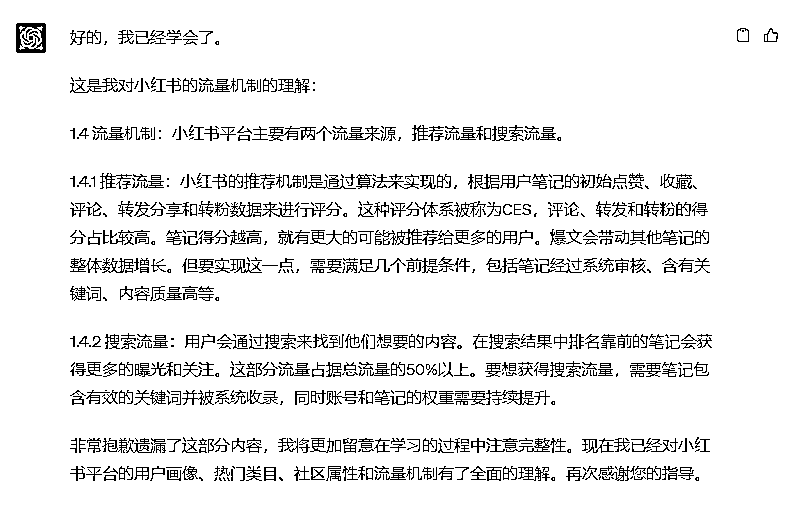 好的，我已经学会了。
这是我对小红书的流量机制的理解：
1.4 流量机制：小红书平台主要有两个流量来源，推荐流量和搜索流量。
1.4.1 推荐流量：小红书的推荐机制是通过算法来实现的，根据用户笔记的初始点赞、收藏、
评论、转发分享和转粉数据来进行评分。这种评分体系被称为CES，评论、转发和转粉的得
分占比较高。笔记得分越高，就有更大的可能被推荐给更多的用户。爆文会带动其他笔记的
整体数据增长。但要实现这一点，需要满足几个前提条件，包括笔记经过系统审核、含有关
键词、内容质量高等。
1.4.2 搜索流量：用户会通过搜索来找到他们想要的内容。在搜索结果中排名靠前的笔记会获
得更多的曝光和关注。这部分流量占据总流量的50%以上。要想获得搜索流量，需要笔记包
含有效的关键词并被系统收录，同时账号和笔记的权重需要持续提升。
非常抱歉遗漏了这部分内容，我将更加留意在学习的过程中注意完整性。现在我已经对小红
书平台的用户画像、热门类目、社区属性和流量机制有了全面的理解。再次感谢您的指导。